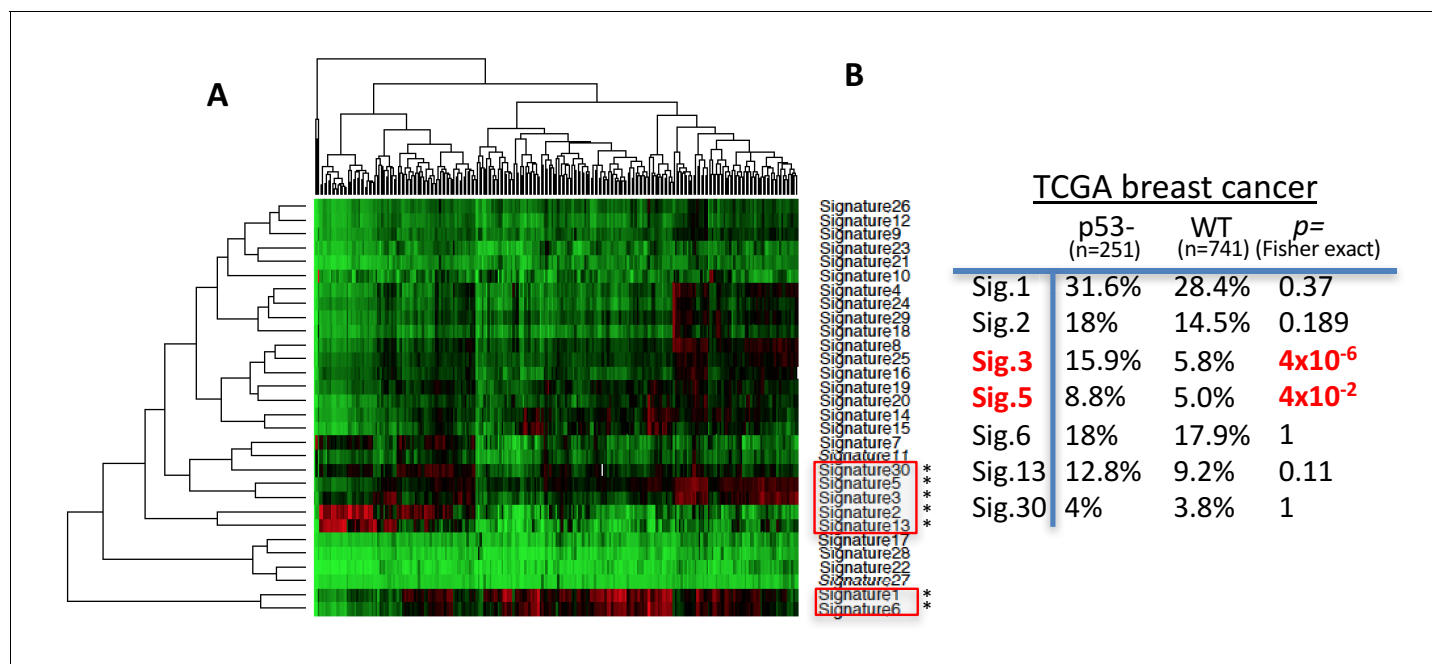 A
B
Signature26
Signature12
Signature9
Signature23
Signature21
Signature10
Signature4
Signature24
Signature29
Signature18
Signature8
Signature25
Signature16
Signature19
Signature20
Signature14
Signature15
Signature7
Signature11
Signature30 *
Signature5 *
Signature3 *
Signature2 *
Signature13 *
Signature17
Signature28
Signature22
Signature27
Signature1 *
Signature6 *
TCGA breast cancer
p53- WT p=
(n=251) (n=741) (Fisher exact)
Sig.1 31.6% 28.4% 0.37
Sig.2 18% 14.5% 0.189
Sig.3 15.9% 5.8% 4x10⁻⁶
Sig.5 8.8% 5.0% 4x10⁻²
Sig.6 18% 17.9% 1
Sig.13 12.8% 9.2% 0.11
Sig.30 4% 3.8% 1